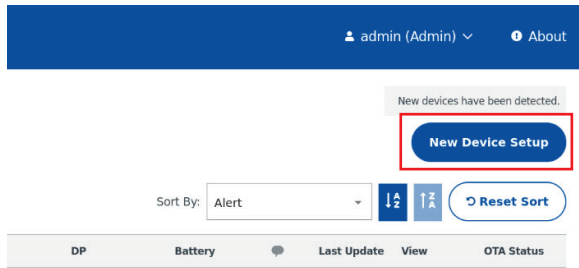 admin (Admin) About
New devices have been detected.
New Device Setup
Sort By: Alert Reset Sort
DP Battery Last Update View OTA Status